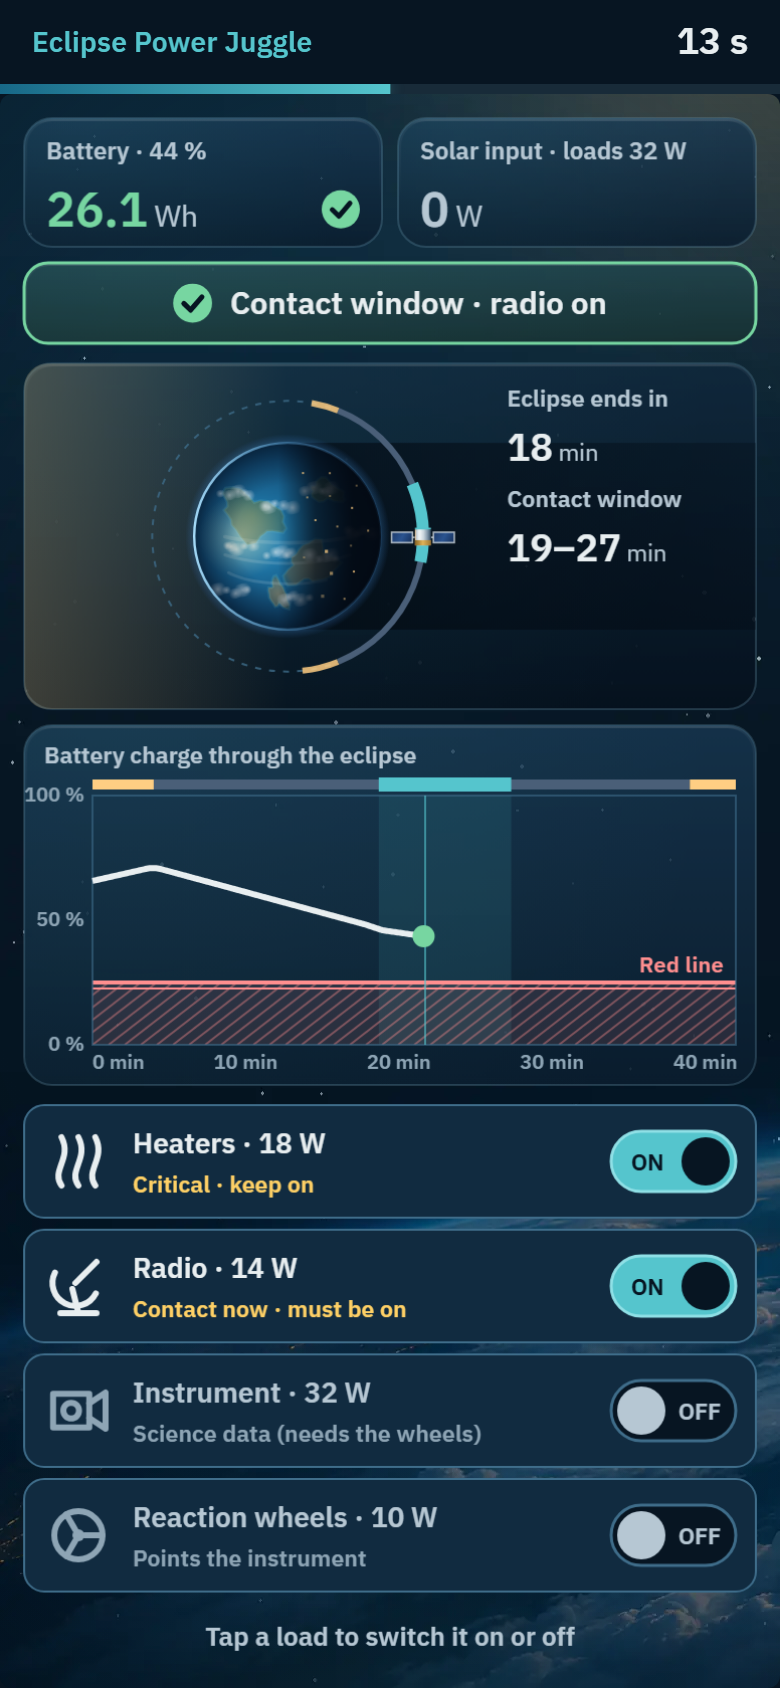 Eclipse Power Juggle
13 s
Battery · 44 %
26.1 Wh
Solar input · loads 32 W
0 W
Contact window · radio on
Eclipse ends in
18 min
Contact window
19–27 min
Battery charge through the eclipse
100 %
50 %
Red line
0 %
0 min 10 min 20 min 30 min 40 min
Heaters · 18 W
Critical · keep on
ON
Radio · 14 W
Contact now · must be on
ON
Instrument · 32 W
Science data (needs the wheels)
OFF
Reaction wheels · 10 W
Points the instrument
OFF
Tap a load to switch it on or off